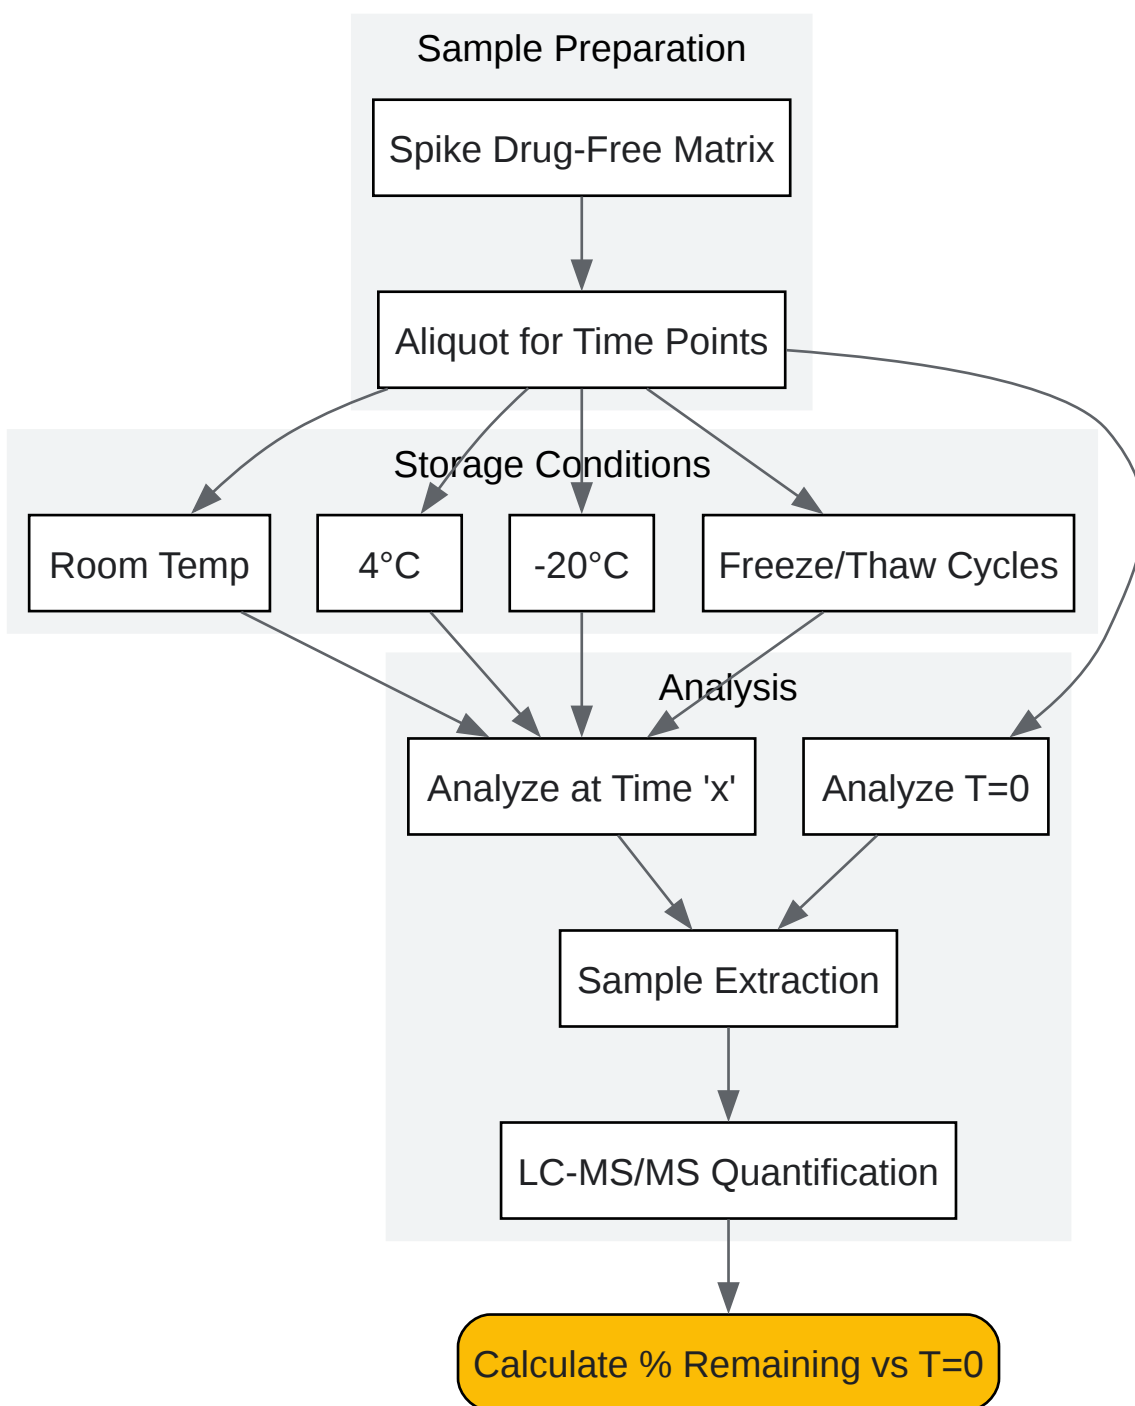 Sample Preparation
Spike Drug-Free Matrix
Aliquot for Time Points
Storage Conditions
Room Temp
4°C
-20°C
Freeze/Thaw Cycles
Analysis
Analyze at Time 'x'
Analyze T=0
Sample Extraction
LC-MS/MS Quantification
Calculate % Remaining vs T=0